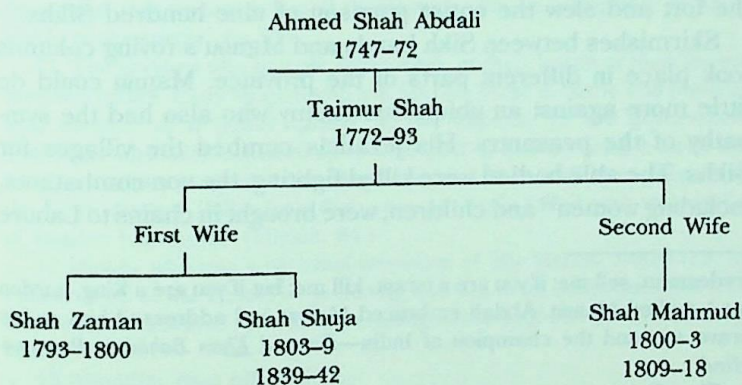 Ahmed Shah Abdali
1747–72
Taimur Shah
1772–93
First Wife
Second Wife
Shah Zaman
1793–1800
Shah Shuja
1803–9
1839–42
Shah Mahmud
1800–3
1809–18